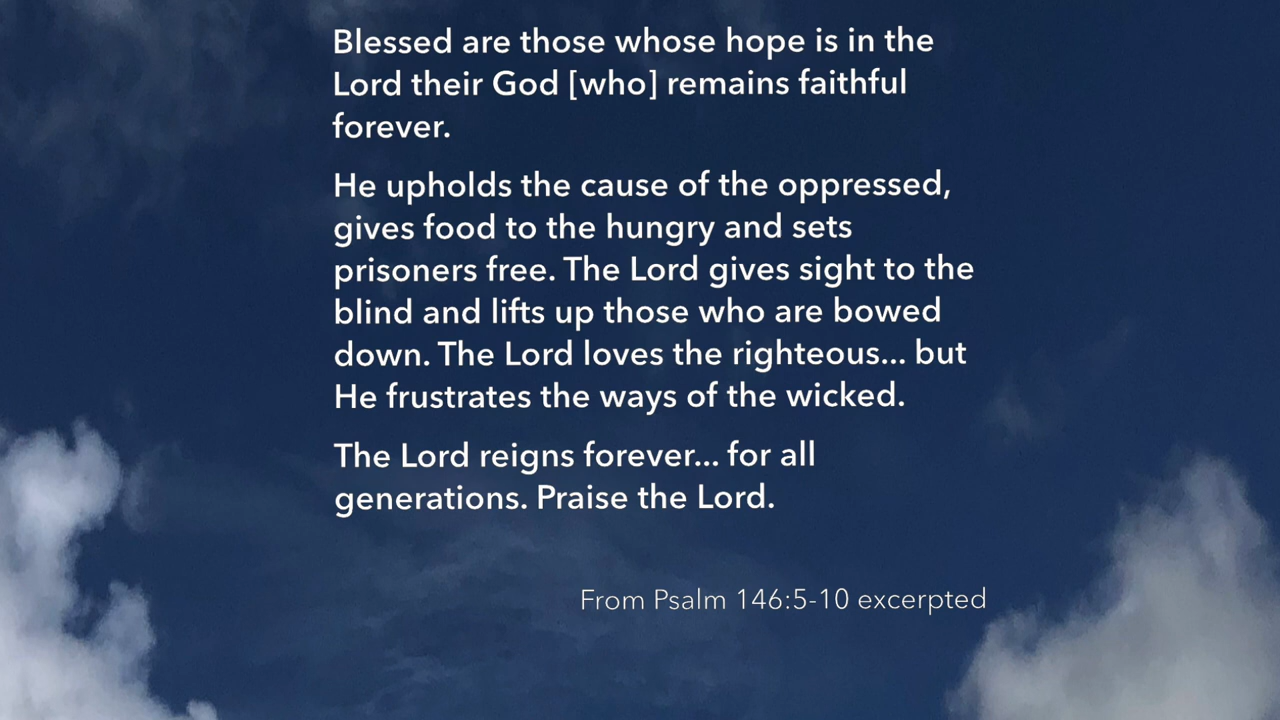 Blessed are those whose hope is in the
Lord their God [who] remains faithful
forever.
He upholds the cause of the oppressed,
gives food to the hungry and sets
prisoners free. The Lord gives sight to the
blind and lifts up those who are bowed
down. The Lord loves the righteous... but
He frustrates the ways of the wicked.
The Lord reigns forever... for all
generations. Praise the Lord.
From Psalm 146:5-10 excerpted